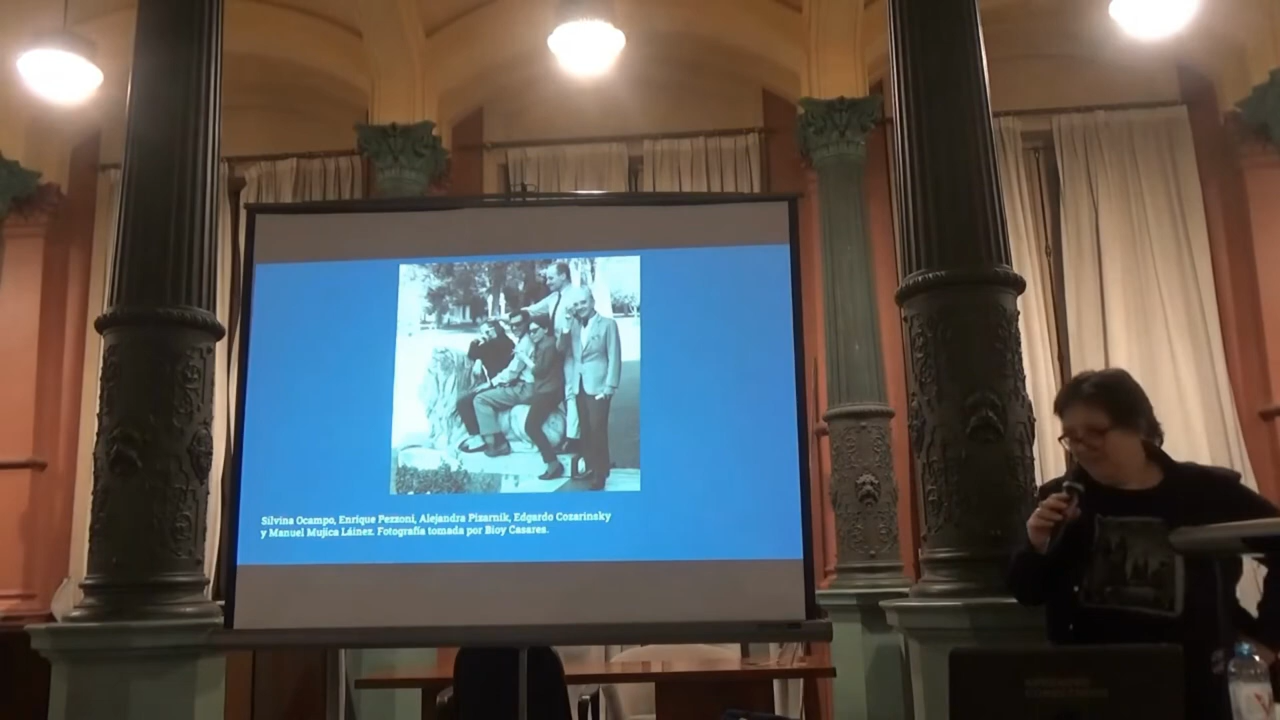 Silvina Ocampo, Enrique Pezzoni, Alejandra Pizarnik, Edgardo Cozarinsky
y Manuel Mujica Láinez. Fotografía tomada por Bioy Casares.